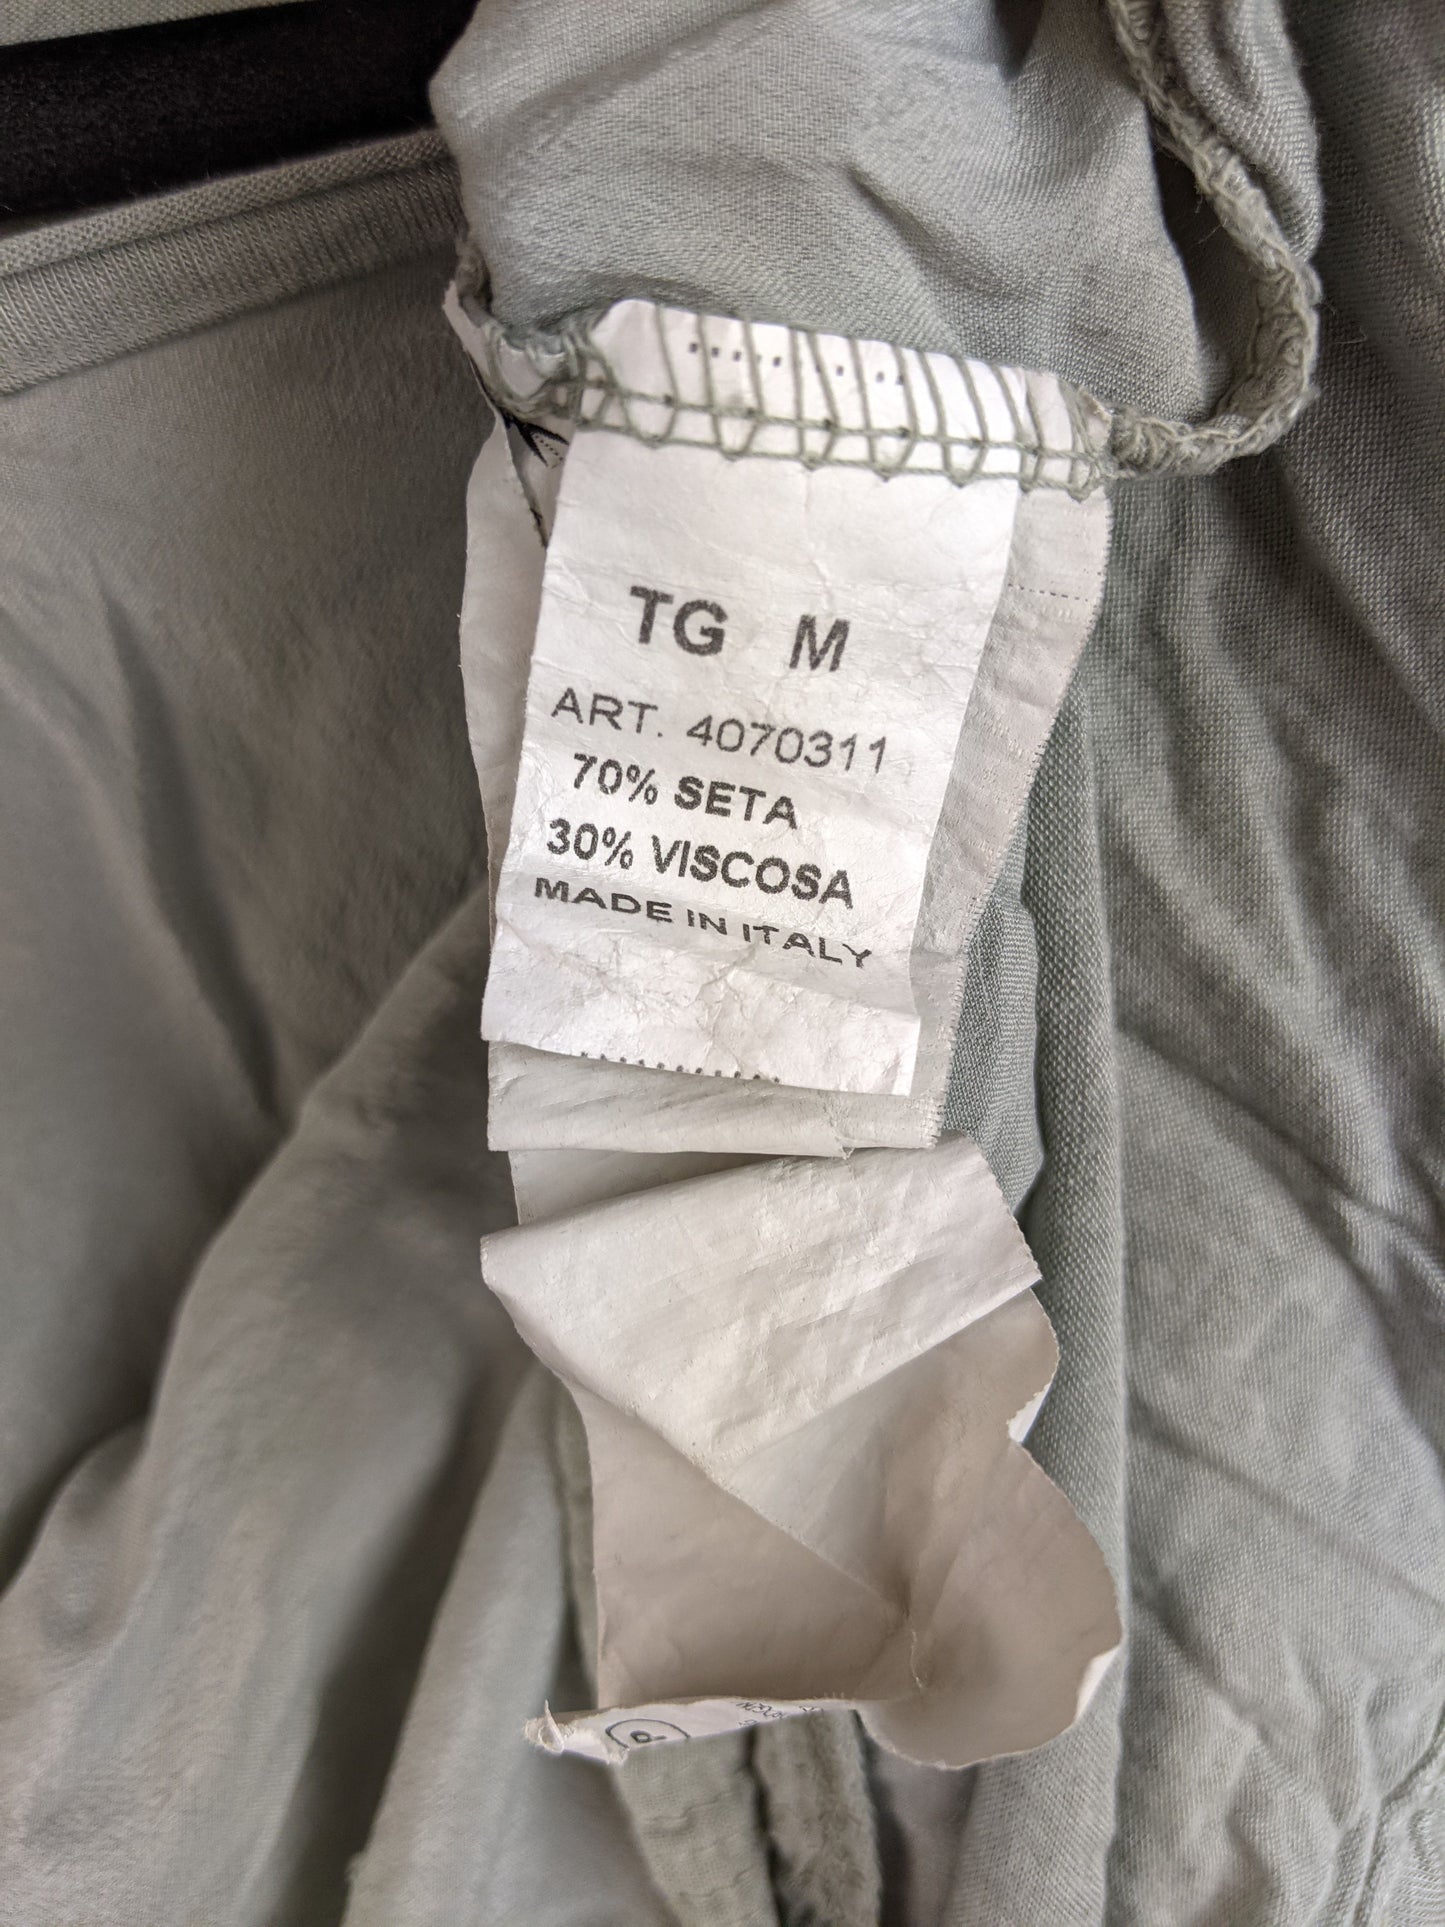 TG M
ART. 4070311
70% SETA
30% VISCOSA
MADE IN ITALY